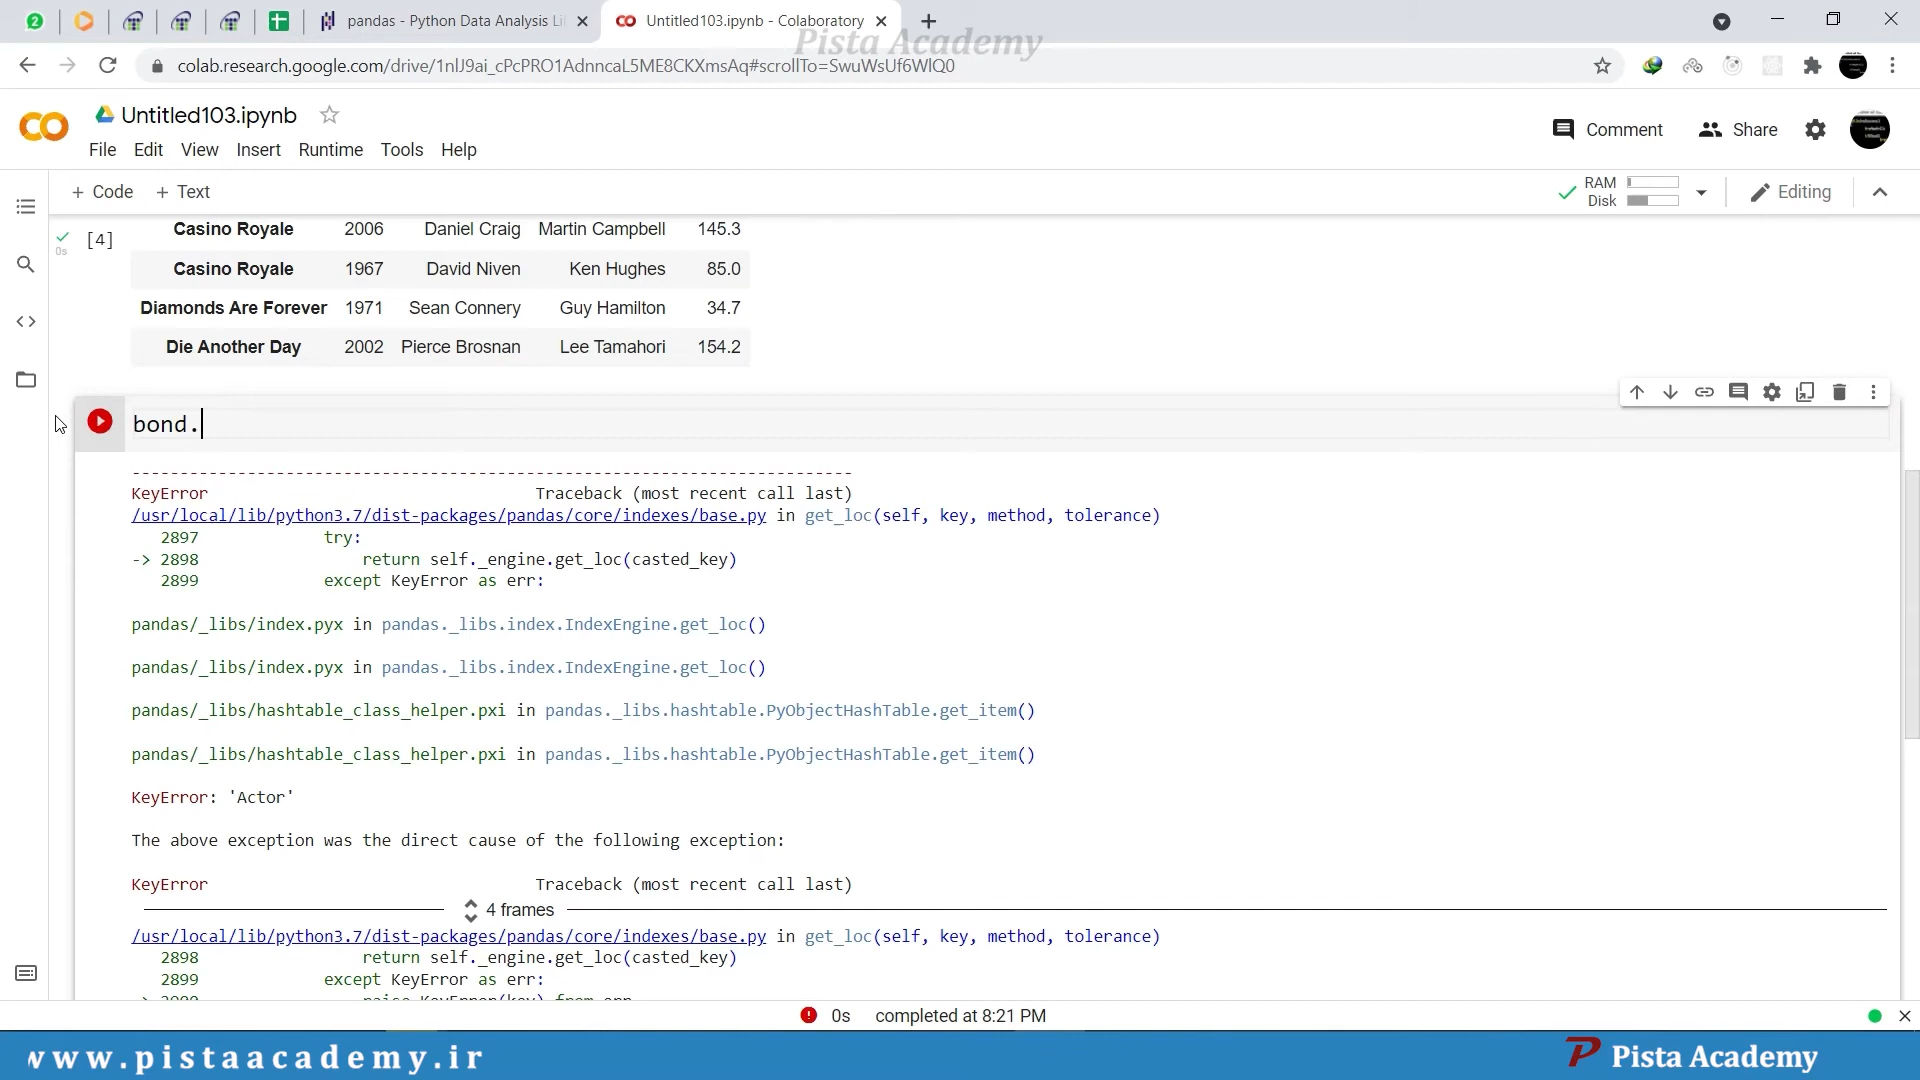 pandas - Python Data Analysis Li
Untitled103.ipynb - Colaboratory
Pista Academy
colab.research.google.com/drive/1nlJ9ai_cPcPRO1AdnncaL5ME8CKXmsAq#scrollTo=SwuWsUf6WlQ0
Untitled103.ipynb
Comment
Share
File Edit View Insert Runtime Tools Help
+ Code + Text
RAM
Disk
Editing
[4]
0s
Casino Royale 2006 Daniel Craig Martin Campbell 145.3
Casino Royale 1967 David Niven Ken Hughes 85.0
Diamonds Are Forever 1971 Sean Connery Guy Hamilton 34.7
Die Another Day 2002 Pierce Brosnan Lee Tamahori 154.2
bond.
---------------------------------------------------------------------------
KeyError Traceback (most recent call last)
/usr/local/lib/python3.7/dist-packages/pandas/core/indexes/base.py in get_loc(self, key, method, tolerance)
2897 try:
-> 2898 return self._engine.get_loc(casted_key)
2899 except KeyError as err:
pandas/_libs/index.pyx in pandas._libs.index.IndexEngine.get_loc()
pandas/_libs/index.pyx in pandas._libs.index.IndexEngine.get_loc()
pandas/_libs/hashtable_class_helper.pxi in pandas._libs.hashtable.PyObjectHashTable.get_item()
pandas/_libs/hashtable_class_helper.pxi in pandas._libs.hashtable.PyObjectHashTable.get_item()
KeyError: 'Actor'
The above exception was the direct cause of the following exception:
KeyError Traceback (most recent call last)
4 frames
/usr/local/lib/python3.7/dist-packages/pandas/core/indexes/base.py in get_loc(self, key, method, tolerance)
2898 return self._engine.get_loc(casted_key)
2899 except KeyError as err:
0s completed at 8:21 PM
www.pistaacademy.ir
Pista Academy